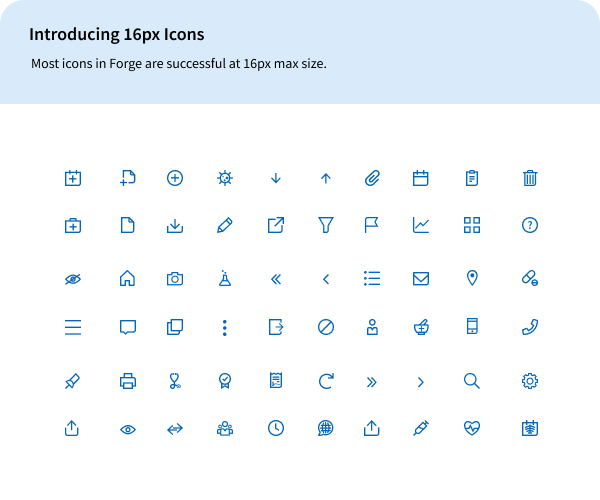 Introducing 16px Icons
Most icons in Forge are successful at 16px max size.